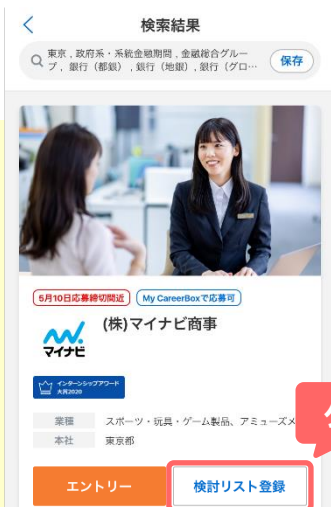 検索結果
東京，政府系・系統金融期間，金融総合グルー
プ，銀行（都銀），銀行（地銀），銀行（グロ…
保存
5月10日応募締切間近
My CareerBoxで応募可
(株)マイナビ商事
マイナビ
インターンシップアワード
大賞2020
業種 スポーツ・玩具・ゲーム製品、アミューズメ
本社 東京都
エントリー
検討リスト登録